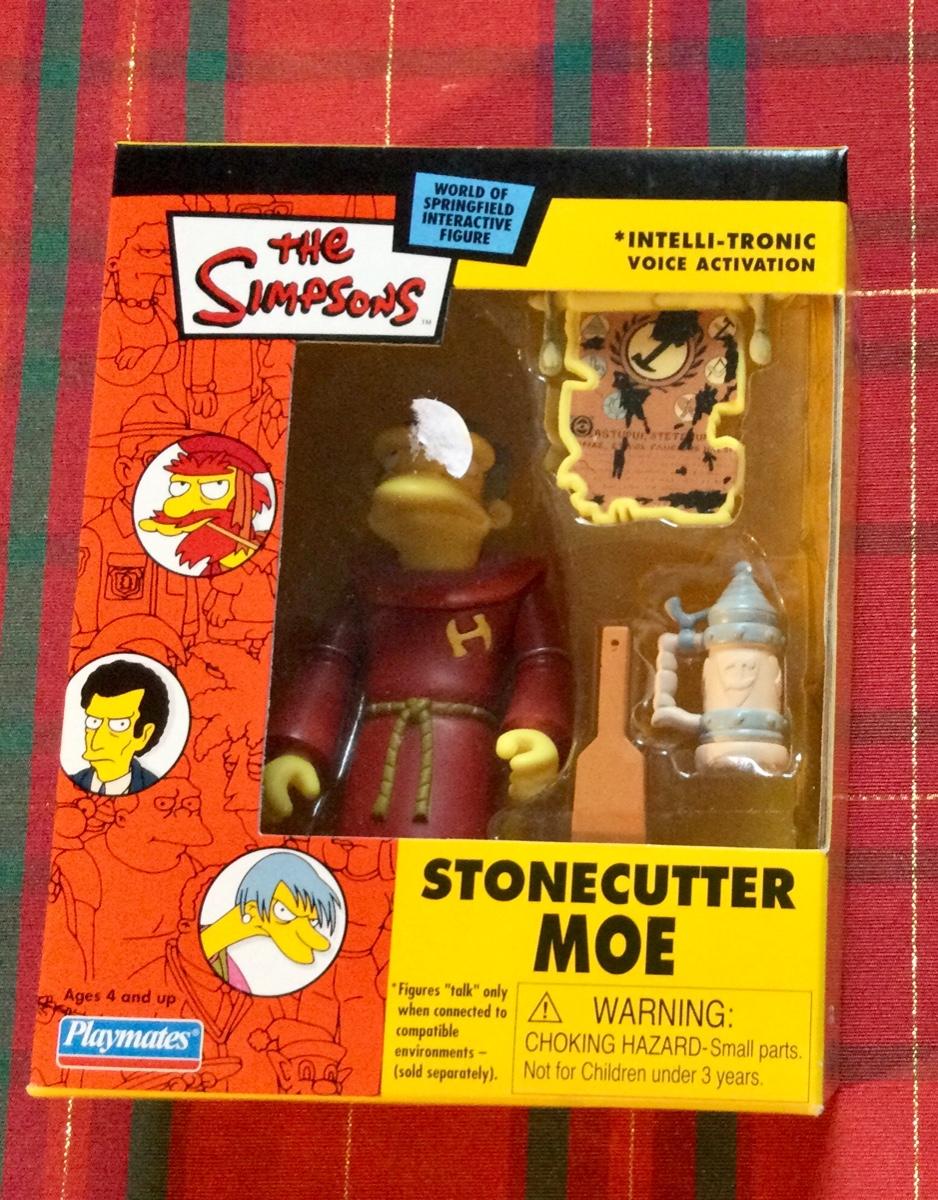 WORLD OF
SPRINGFIELD
INTERACTIVE
FIGURE
THE
SIMPSONS
TM
*INTELLI-TRONIC
VOICE ACTIVATION
H
STONECUTTER
MOE
*Figures "talk" only
when connected to
compatible
environments –
(sold separately).
WARNING:
CHOKING HAZARD-Small parts.
Not for Children under 3 years.
Ages 4 and up
Playmates®